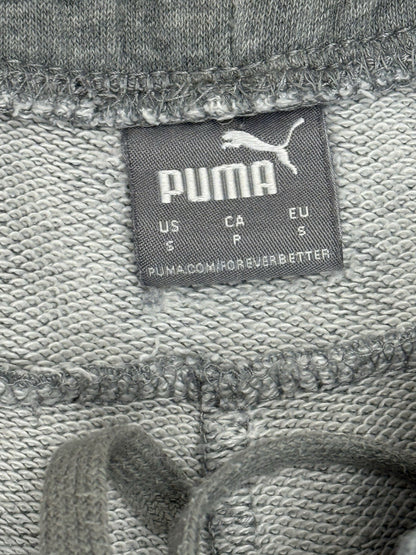 PUMA
US CA EU
S P S
PUMA.COM/FOREVERBETTER